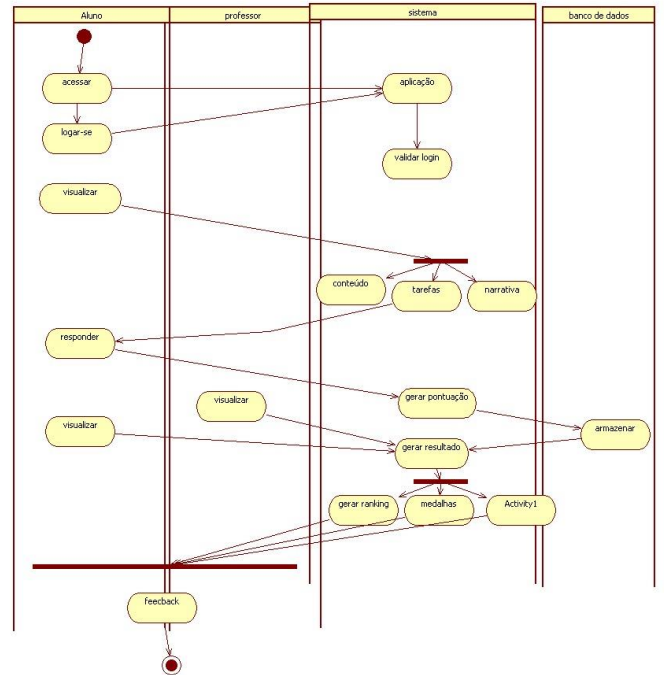 Aluno
professor
sistema
banco de dados
acessar
aplicação
logar-se
validar login
visualizar
conteúdo
tarefas
narrativa
responder
gerar pontuação
visualizar
visualizar
armazenar
gerar resultado
gerar ranking
medalhas
Activity1
feecback